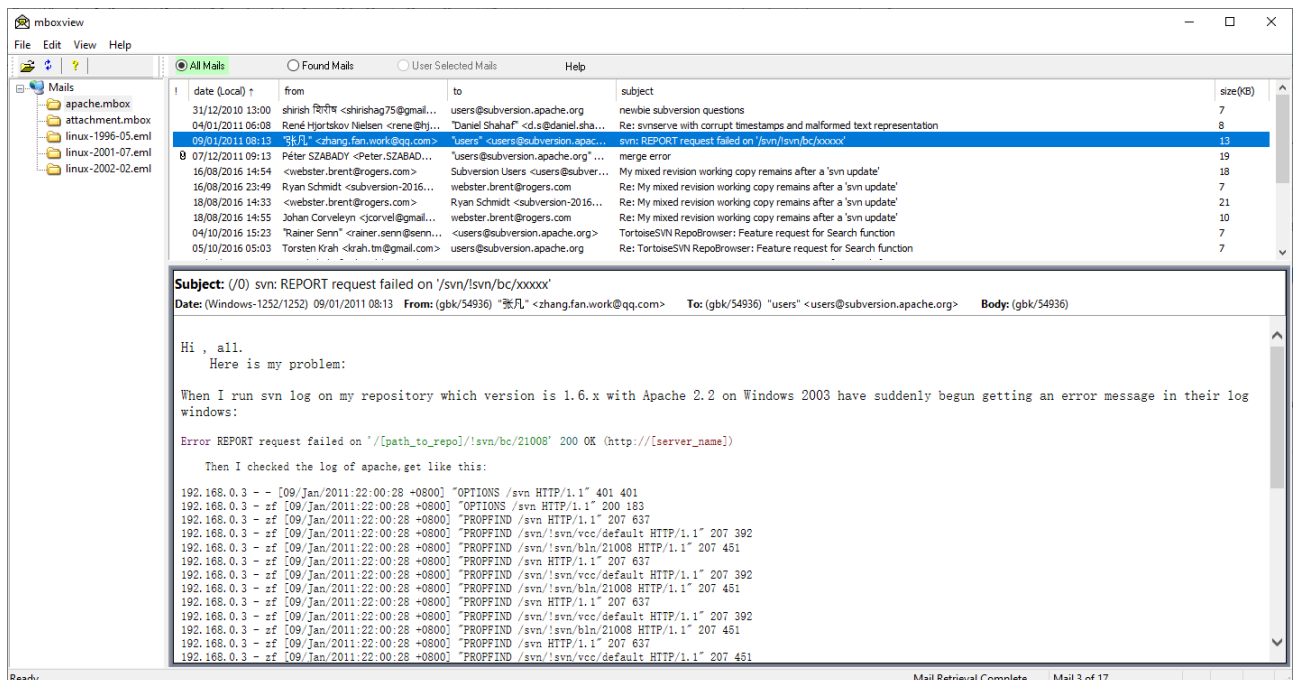 mboxview
File Edit View Help
All Mails Found Mails User Selected Mails Help
Mails
apache.mbox
attachment.mbox
linux-1996-05.eml
linux-2001-07.eml
linux-2002-02.eml
! date (Local) ↑ from to subject size(KB)
31/12/2010 13:00 shirish शिरीष <shirishag75@gmail... users@subversion.apache.org newbie subversion questions 7
04/01/2011 06:08 René Hjortskov Nielsen <rene@hj... "Daniel Shahaf" <d.s@daniel.sha... Re: svnserve with corrupt timestamps and malformed text representation 8
09/01/2011 08:13 "张凡" <zhang.fan.work@qq.com> "users" <users@subversion.apac... svn: REPORT request failed on '/svn/!svn/bc/xxxxx' 13
07/12/2011 09:13 Péter SZABADY <Peter.SZABAD... "users@subversion.apache.org" ... merge error 19
16/08/2016 14:54 <webster.brent@rogers.com> Subversion Users <users@subver... My mixed revision working copy remains after a 'svn update' 18
16/08/2016 23:49 Ryan Schmidt <subversion-2016... webster.brent@rogers.com Re: My mixed revision working copy remains after a 'svn update' 7
18/08/2016 14:33 <webster.brent@rogers.com> Ryan Schmidt <subversion-2016... Re: My mixed revision working copy remains after a 'svn update' 21
18/08/2016 14:55 Johan Corveleyn <jcorvel@gmail... webster.brent@rogers.com Re: My mixed revision working copy remains after a 'svn update' 10
04/10/2016 15:23 "Rainer Senn" <rainer.senn@senn... <users@subversion.apache.org> TortoiseSVN RepoBrowser: Feature request for Search function 7
05/10/2016 05:03 Torsten Krah <krah.tm@gmail.com> users@subversion.apache.org Re: TortoiseSVN RepoBrowser: Feature request for Search function 7
Subject: (/0) svn: REPORT request failed on '/svn/!svn/bc/xxxxx'
Date: (Windows-1252/1252) 09/01/2011 08:13 From: (gbk/54936) "张凡" <zhang.fan.work@qq.com> To: (gbk/54936) "users" <users@subversion.apache.org> Body: (gbk/54936)
Hi , all.
Here is my problem:
When I run svn log on my repository which version is 1.6.x with Apache 2.2 on Windows 2003 have suddenly begun getting an error message in their log
windows:
Error REPORT request failed on '/[path_to_repo]/!svn/bc/21008' 200 OK (http://[server_name])
Then I checked the log of apache,get like this:
192.168.0.3 - - [09/Jan/2011:22:00:28 +0800] "OPTIONS /svn HTTP/1.1" 401 401
192.168.0.3 - zf [09/Jan/2011:22:00:28 +0800] "OPTIONS /svn HTTP/1.1" 200 183
192.168.0.3 - zf [09/Jan/2011:22:00:28 +0800] "PROPFIND /svn HTTP/1.1" 207 637
192.168.0.3 - zf [09/Jan/2011:22:00:28 +0800] "PROPFIND /svn/!svn/vcc/default HTTP/1.1" 207 392
192.168.0.3 - zf [09/Jan/2011:22:00:28 +0800] "PROPFIND /svn/!svn/bln/21008 HTTP/1.1" 207 451
192.168.0.3 - zf [09/Jan/2011:22:00:28 +0800] "PROPFIND /svn HTTP/1.1" 207 637
192.168.0.3 - zf [09/Jan/2011:22:00:28 +0800] "PROPFIND /svn/!svn/vcc/default HTTP/1.1" 207 392
192.168.0.3 - zf [09/Jan/2011:22:00:28 +0800] "PROPFIND /svn/!svn/bln/21008 HTTP/1.1" 207 451
192.168.0.3 - zf [09/Jan/2011:22:00:28 +0800] "PROPFIND /svn HTTP/1.1" 207 637
192.168.0.3 - zf [09/Jan/2011:22:00:28 +0800] "PROPFIND /svn/!svn/vcc/default HTTP/1.1" 207 392
192.168.0.3 - zf [09/Jan/2011:22:00:28 +0800] "PROPFIND /svn/!svn/bln/21008 HTTP/1.1" 207 451
192.168.0.3 - zf [09/Jan/2011:22:00:28 +0800] "PROPFIND /svn HTTP/1.1" 207 637
192.168.0.3 - zf [09/Jan/2011:22:00:28 +0800] "PROPFIND /svn/!svn/vcc/default HTTP/1.1" 207 451
Ready Mail Retrieval Complete Mail 3 of 17